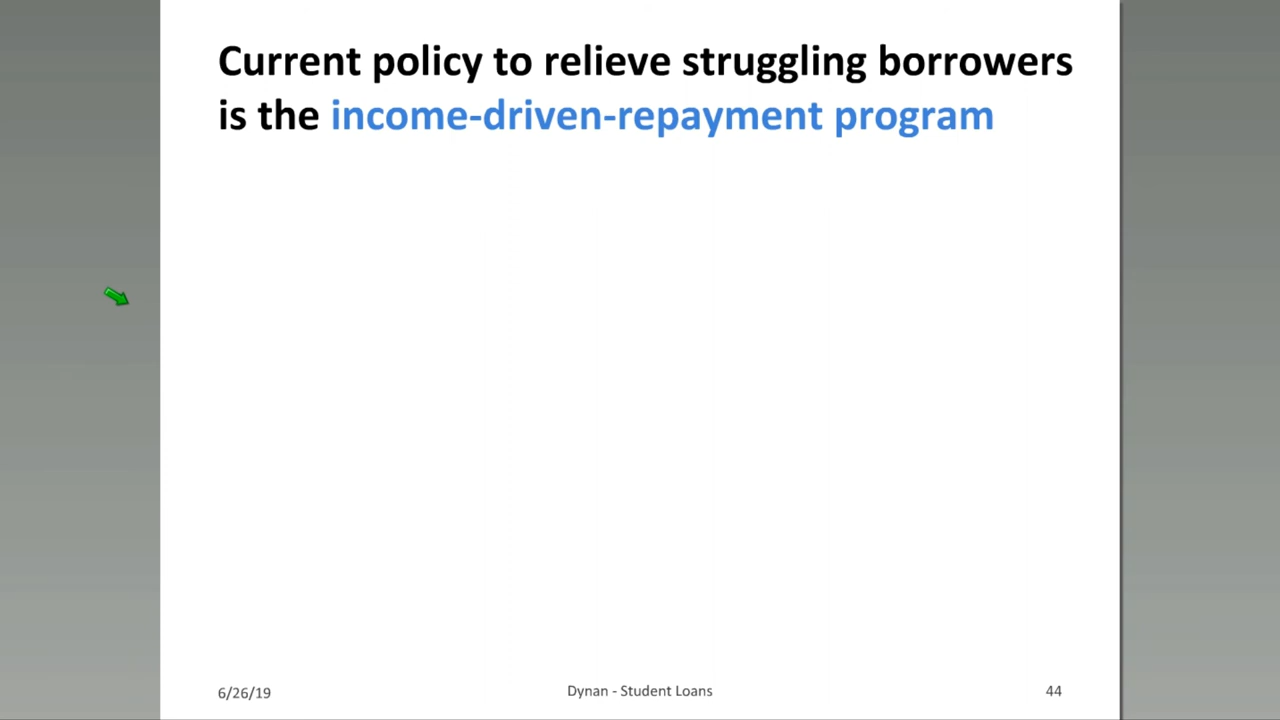 Current policy to relieve struggling borrowers
is the income-driven-repayment program
6/26/19
Dynan - Student Loans
44